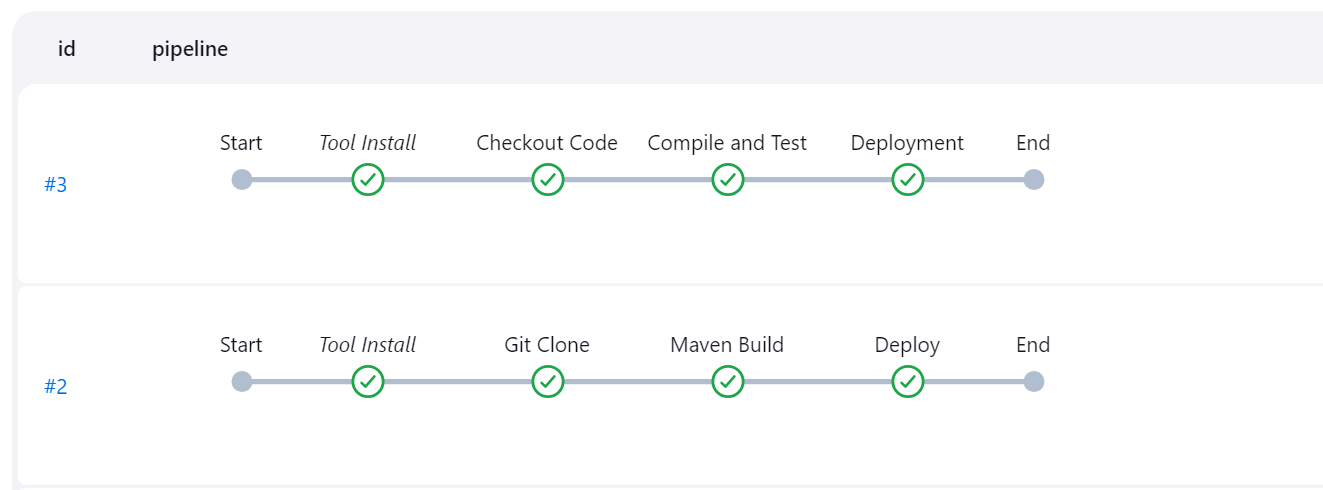 id pipeline
Start Tool Install Checkout Code Compile and Test Deployment End
#3
Start Tool Install Git Clone Maven Build Deploy End
#2